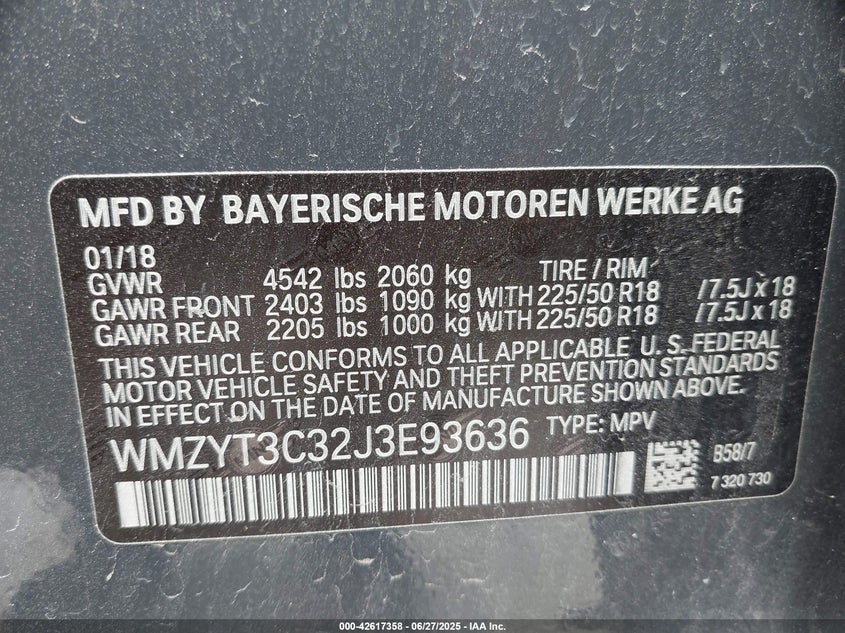 MFD BY BAYERISCHE MOTOREN WERKE AG
01/18
GVWR 4542 lbs 2060 kg TIRE / RIM
GAWR FRONT 2403 lbs 1090 kg WITH 225/50 R18 /7.5J x 18
GAWR REAR 2205 lbs 1000 kg WITH 225/50 R18 /7.5J x 18
THIS VEHICLE CONFORMS TO ALL APPLICABLE U. S. FEDERAL
MOTOR VEHICLE SAFETY AND THEFT PREVENTION STANDARDS
IN EFFECT ON THE DATE OF MANUFACTURE SHOWN ABOVE.
WMZYT3C32J3E93636 TYPE: MPV
B58/7
7 320 730
000-42617358 - 06/27/2025 - IAA Inc.